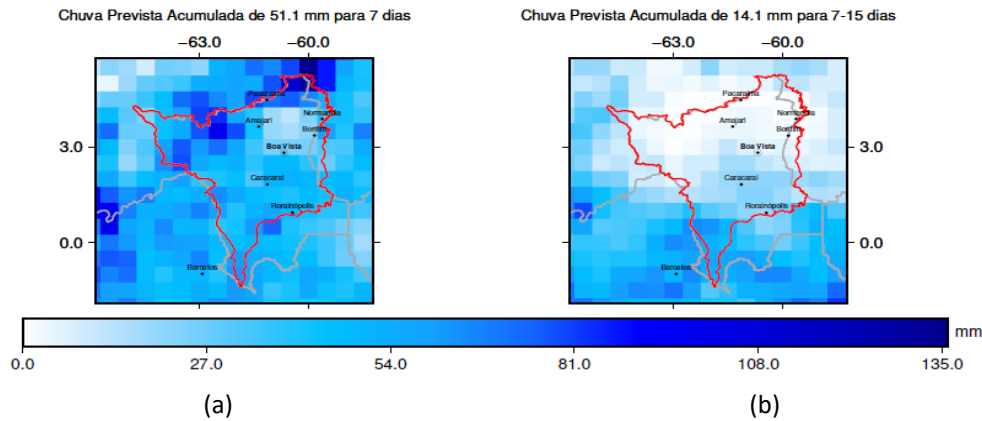 Chuva Prevista Acumulada de 51.1 mm para 7 dias
Chuva Prevista Acumulada de 14.1 mm para 7-15 dias
−63.0 −60.0
−63.0 −60.0
Pacaraima
Amajari
Normandia
Bonfim
Boa Vista
Caracaraí
Rorainópolis
Barcelos
3.0
0.0
Pacaraima
Amajari
Normandia
Bonfim
Boa Vista
Caracaraí
Rorainópolis
Barcelos
3.0
0.0
mm
0.0 27.0 54.0 81.0 108.0 135.0
(a) (b)